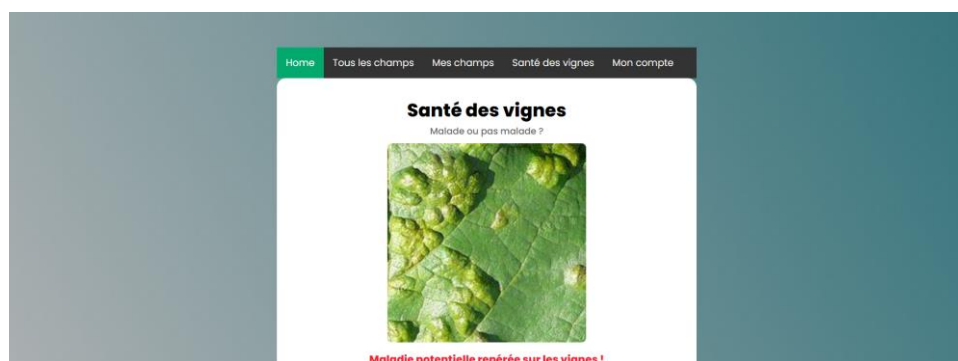 Home Tous les champs Mes champs Santé des vignes Mon compte
Santé des vignes
Malade ou pas malade ?
Maladie potentielle repérée sur les vignes !